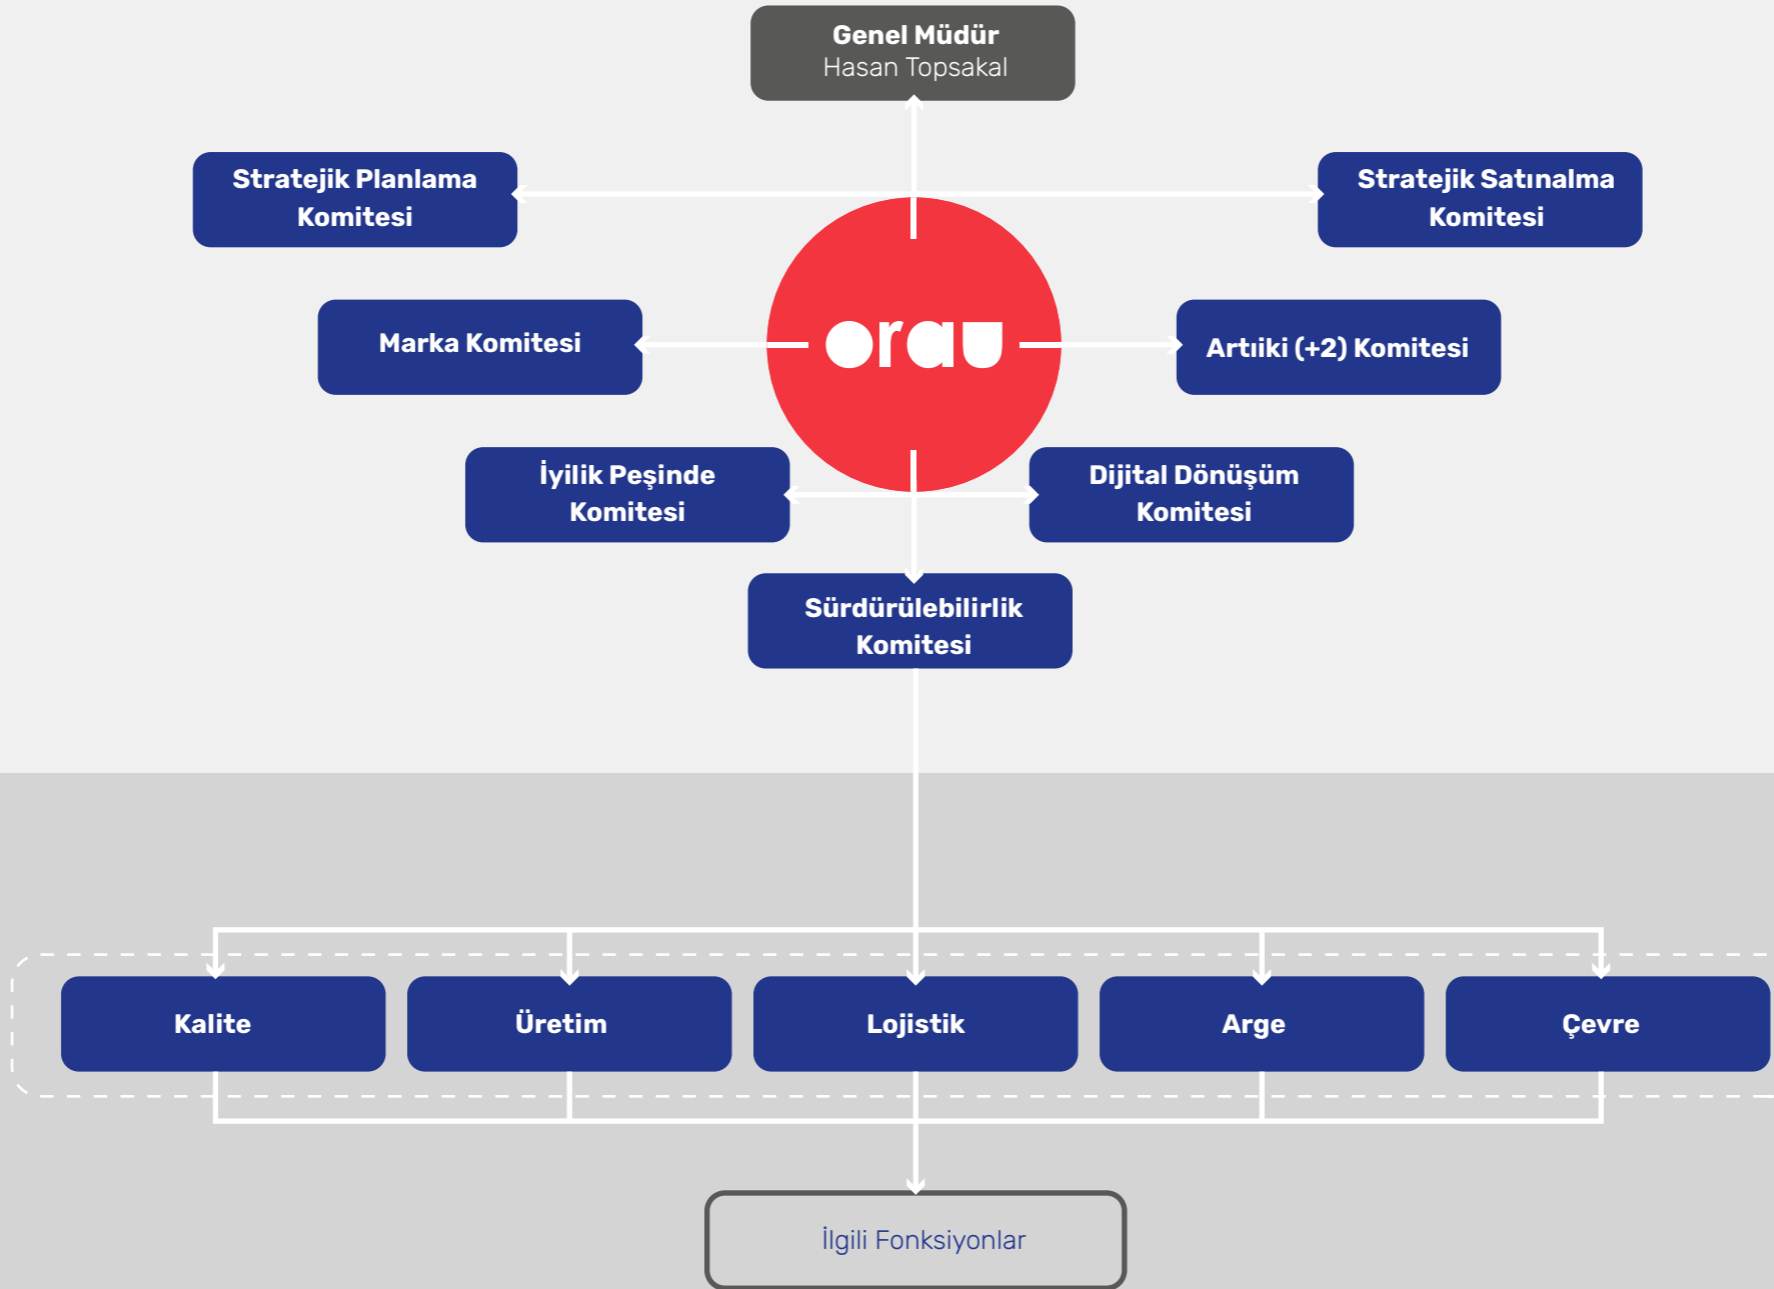 Genel Müdür
Hasan Topsakal
Stratejik Planlama
Komitesi
Stratejik Satınalma
Komitesi
Marka Komitesi
orau
Artıiki (+2) Komitesi
İyilik Peşinde
Komitesi
Dijital Dönüşüm
Komitesi
Sürdürülebilirlik
Komitesi
Kalite
Üretim
Lojistik
Arge
Çevre
İlgili Fonksiyonlar